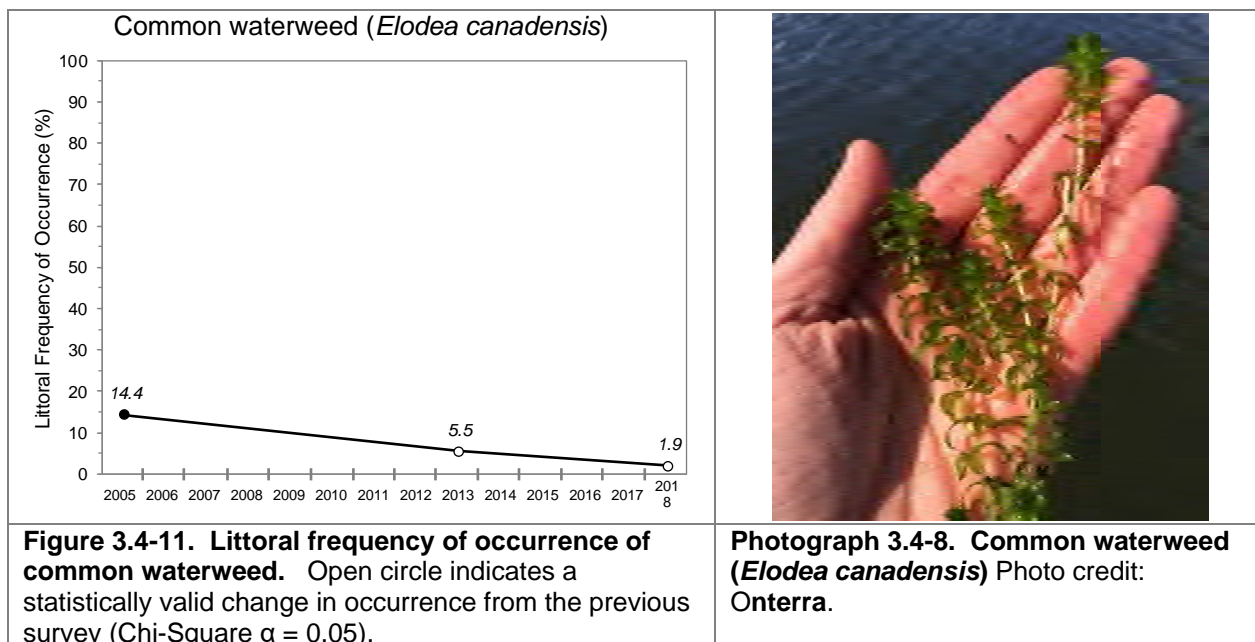 Common waterweed (Elodea canadensis)
Littoral Frequency of Occurrence (%)
100
90
80
70
60
50
40
30
20
10
0
14.4
5.5
1.9
2005 2006 2007 2008 2009 2010 2011 2012 2013 2014 2015 2016 2017 201
8
Figure 3.4-11. Littoral frequency of occurrence of
common waterweed. Open circle indicates a
statistically valid change in occurrence from the previous
survey (Chi-Square α = 0.05).
Photograph 3.4-8. Common waterweed
(Elodea canadensis) Photo credit:
Onterra.